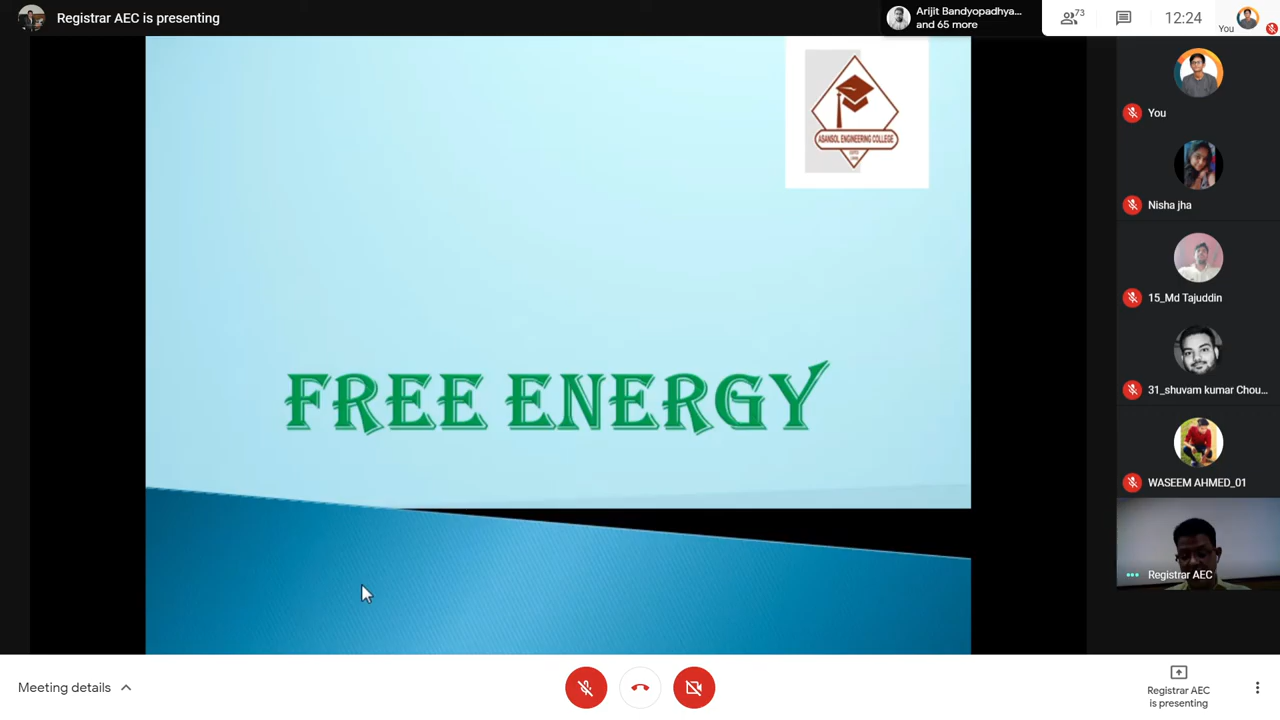 Registrar AEC is presenting
Arijit Bandyopadhya...
and 65 more
73
12:24
You
ASANSOL ENGINEERING COLLEGE
FREE ENERGY
You
Nisha jha
15_Md Tajuddin
31_shuvam kumar Chou...
WASEEM AHMED_01
Registrar AEC
Meeting details
Registrar AEC
is presenting